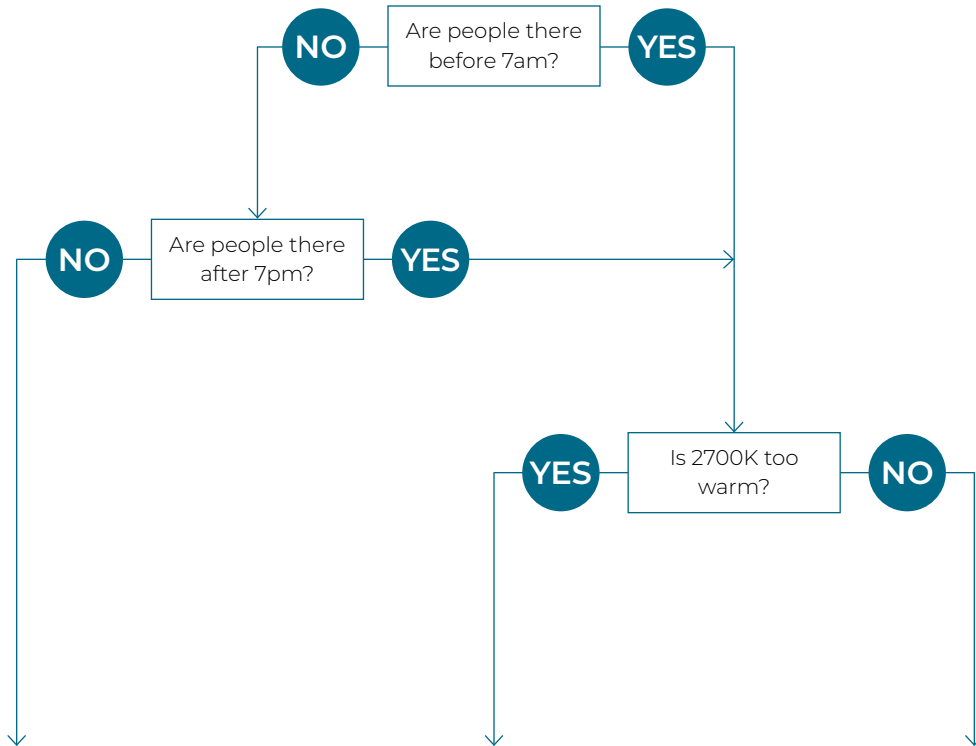 NO
Are people there
before 7am?
YES
NO
Are people there
after 7pm?
YES
YES
Is 2700K too
warm?
NO